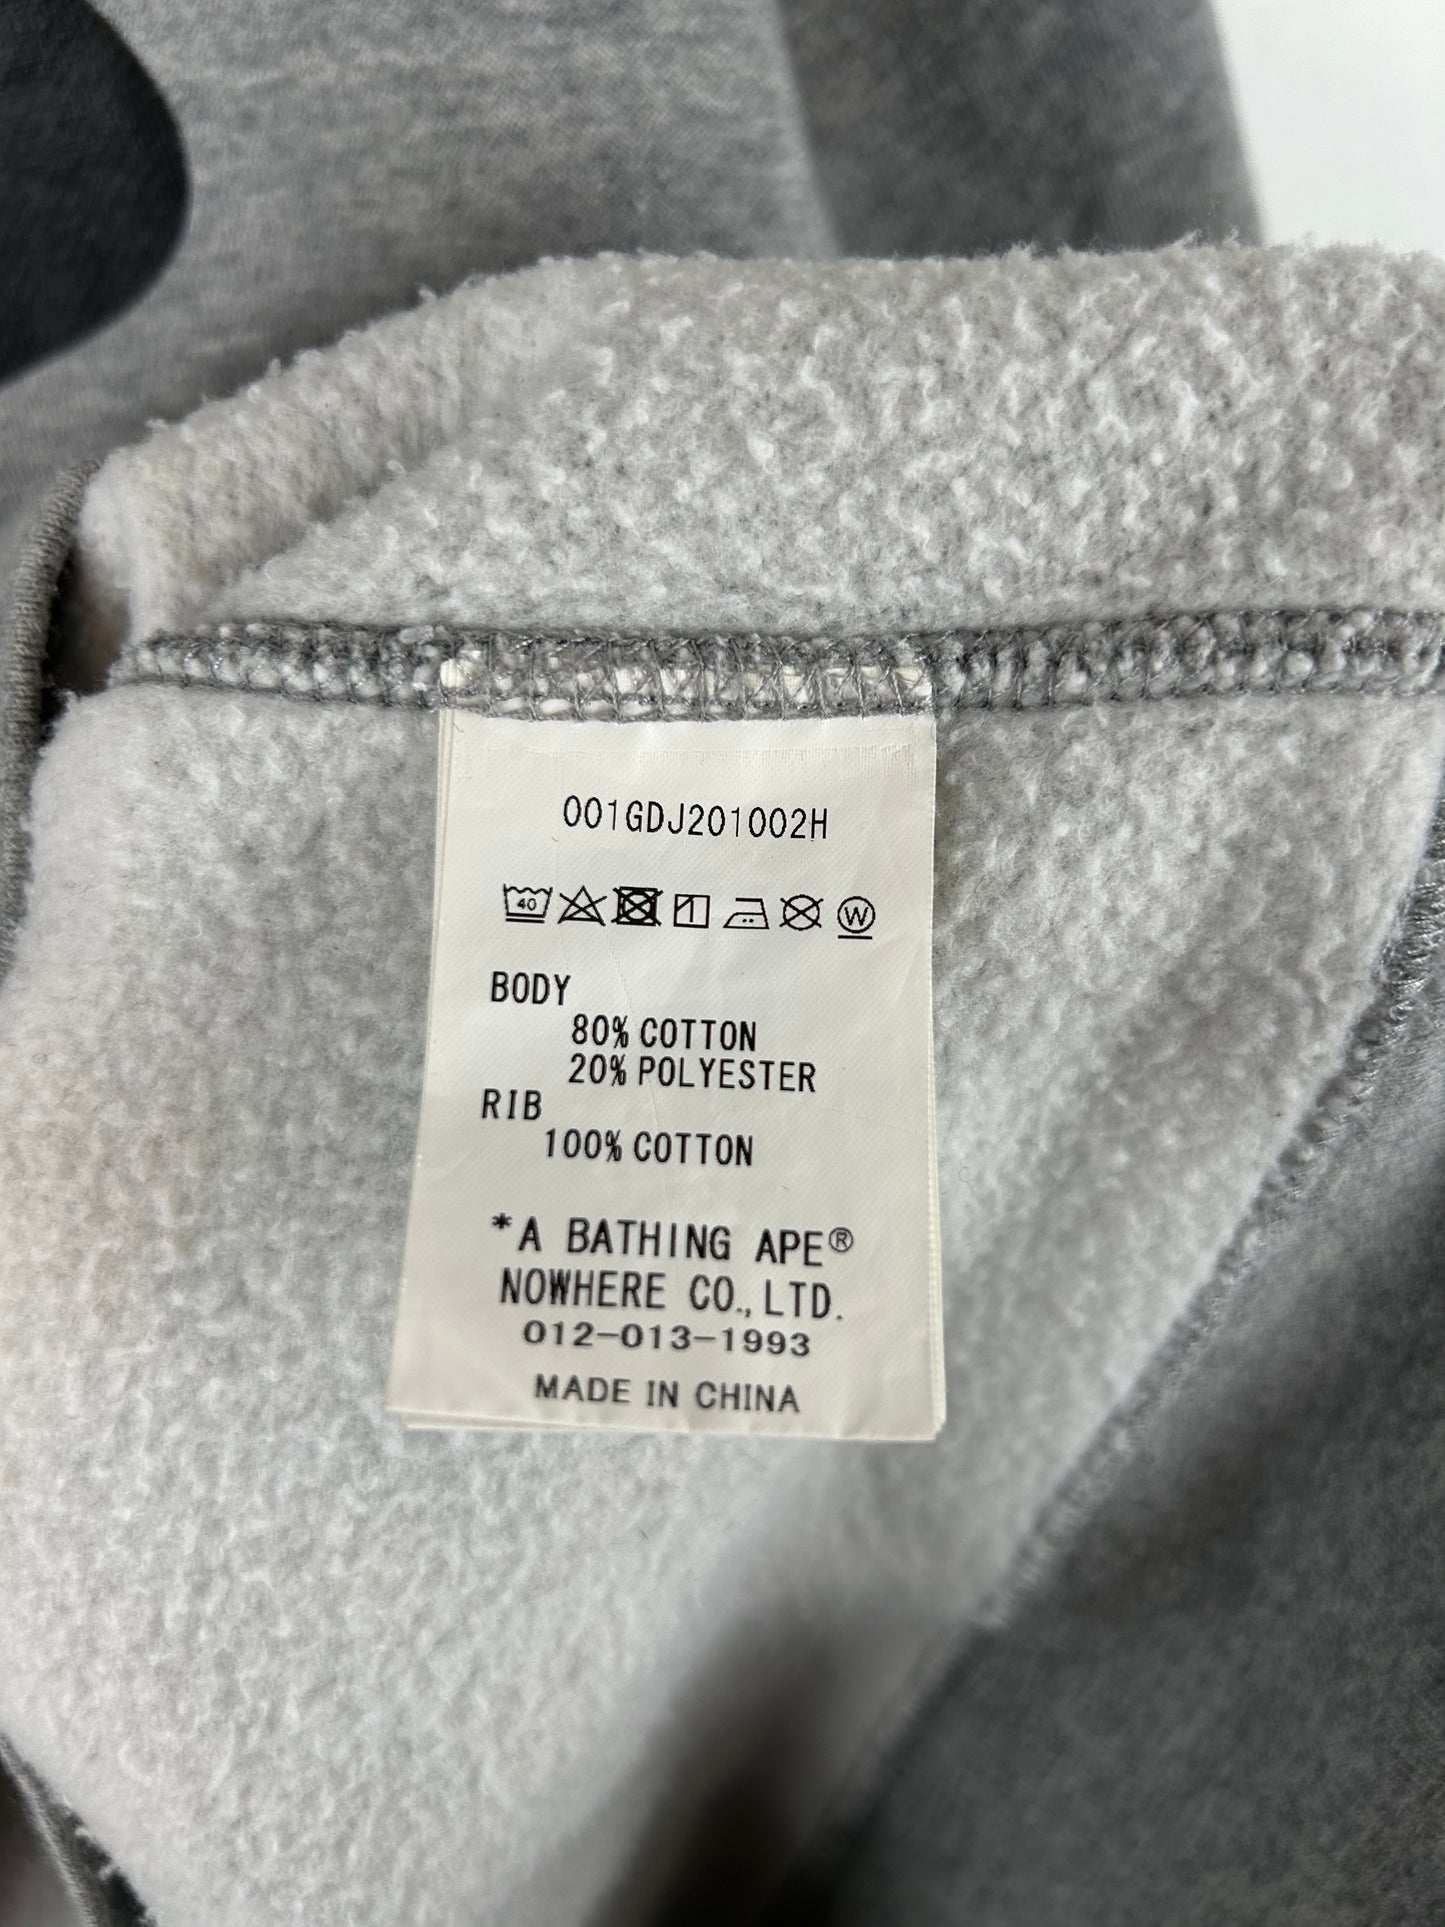 001GDJ201002H
40 W
BODY
80% COTTON
20% POLYESTER
RIB
100% COTTON
*A BATHING APE®
NOWHERE CO., LTD.
012-013-1993
MADE IN CHINA